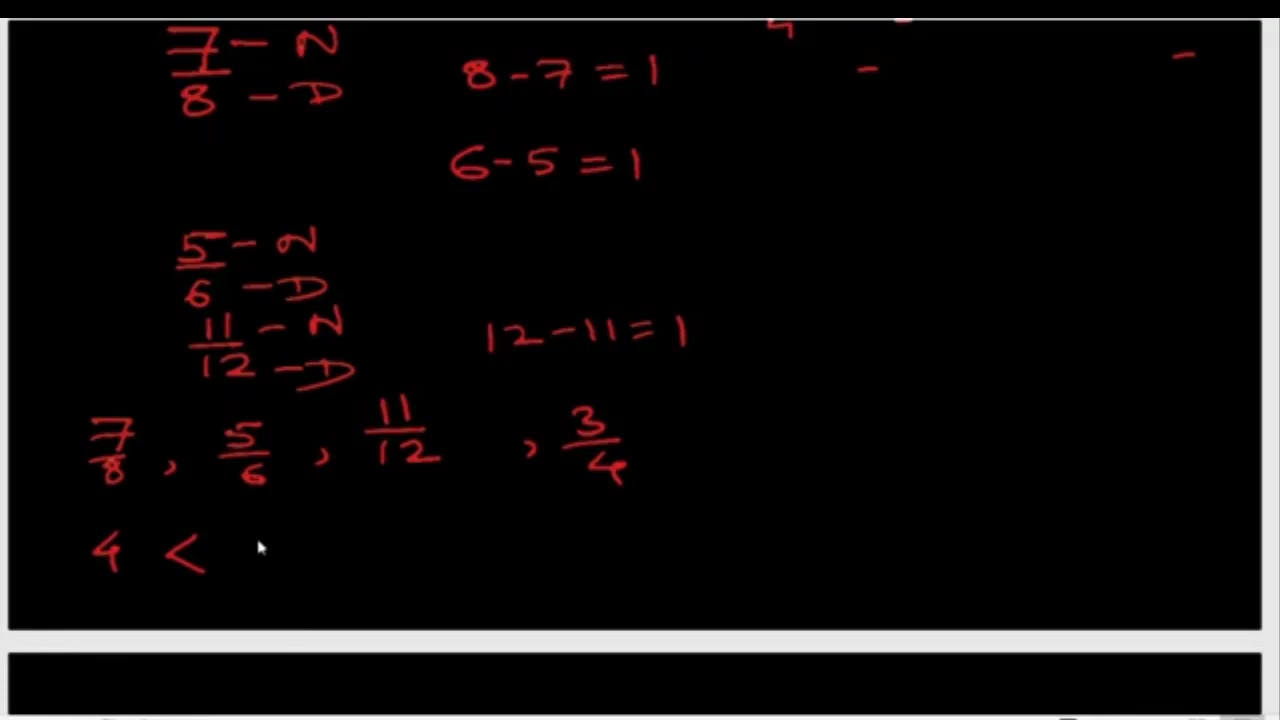 7 - N
8 - D
8 - 7 = 1
6 - 5 = 1
5 - N
6 - D
11 - N
12 - D
12 - 11 = 1
7/8 , 5/6 , 11/12 , 3/4
4 <